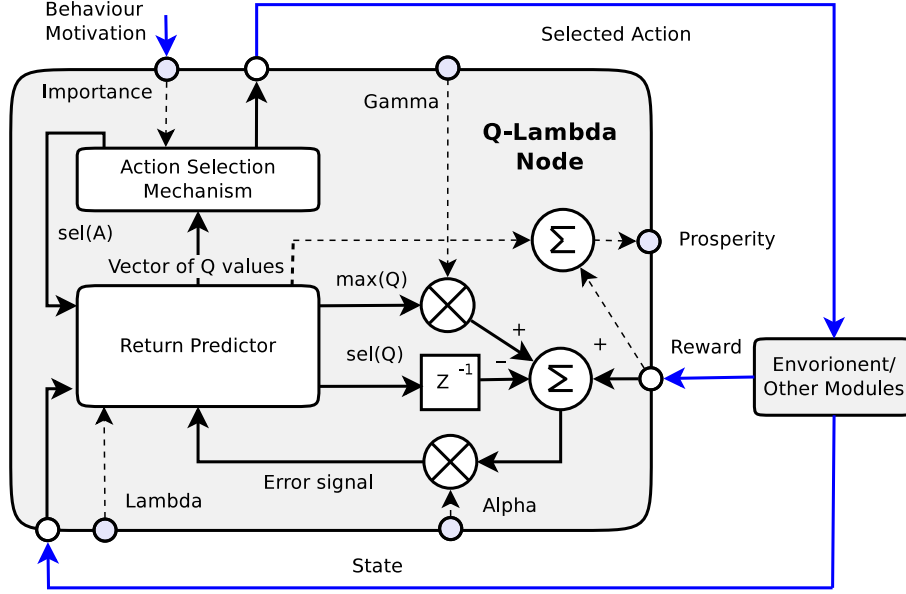 Behaviour
Motivation
Selected Action
Importance
Gamma
Q-Lambda
Node
Action Selection
Mechanism
sel(A)
Σ
Prosperity
Vector of Q values
max(Q)
+
+
Reward
Return Predictor
sel(Q)
Z -1
−
Σ
Envorionent/
Other Modules
Error signal
Lambda
Alpha
State